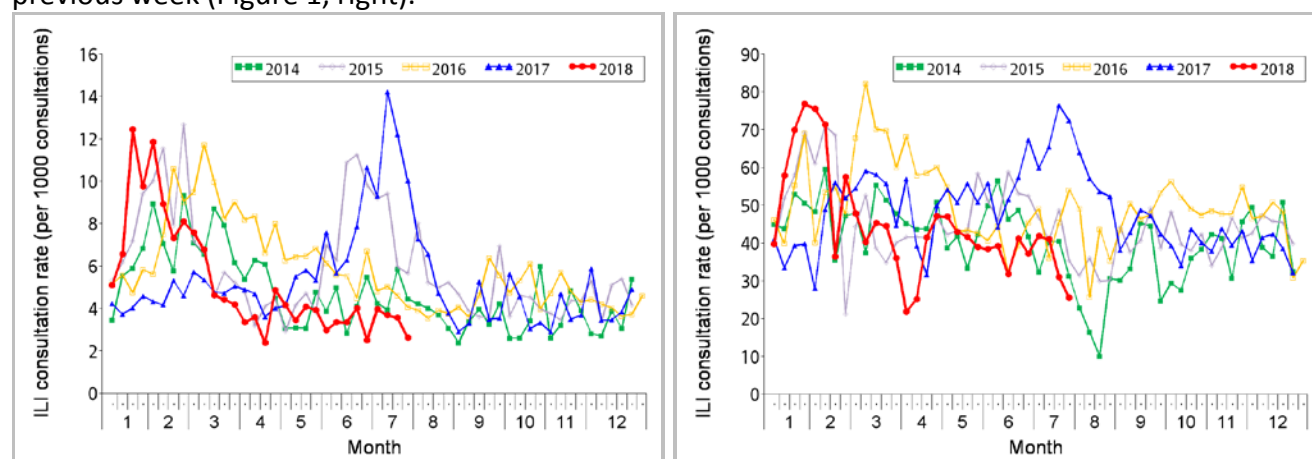 previous week (Figure 1, right).
ILI consultation rate (per 1000 consultations)
16
14
12
10
8
6
4
2
0
2014 2015 2016 2017 2018
1 2 3 4 5 6 7 8 9 10 11 12
Month
ILI consultation rate (per 1000 consultations)
90
80
70
60
50
40
30
20
10
0
2014 2015 2016 2017 2018
1 2 3 4 5 6 7 8 9 10 11 12
Month